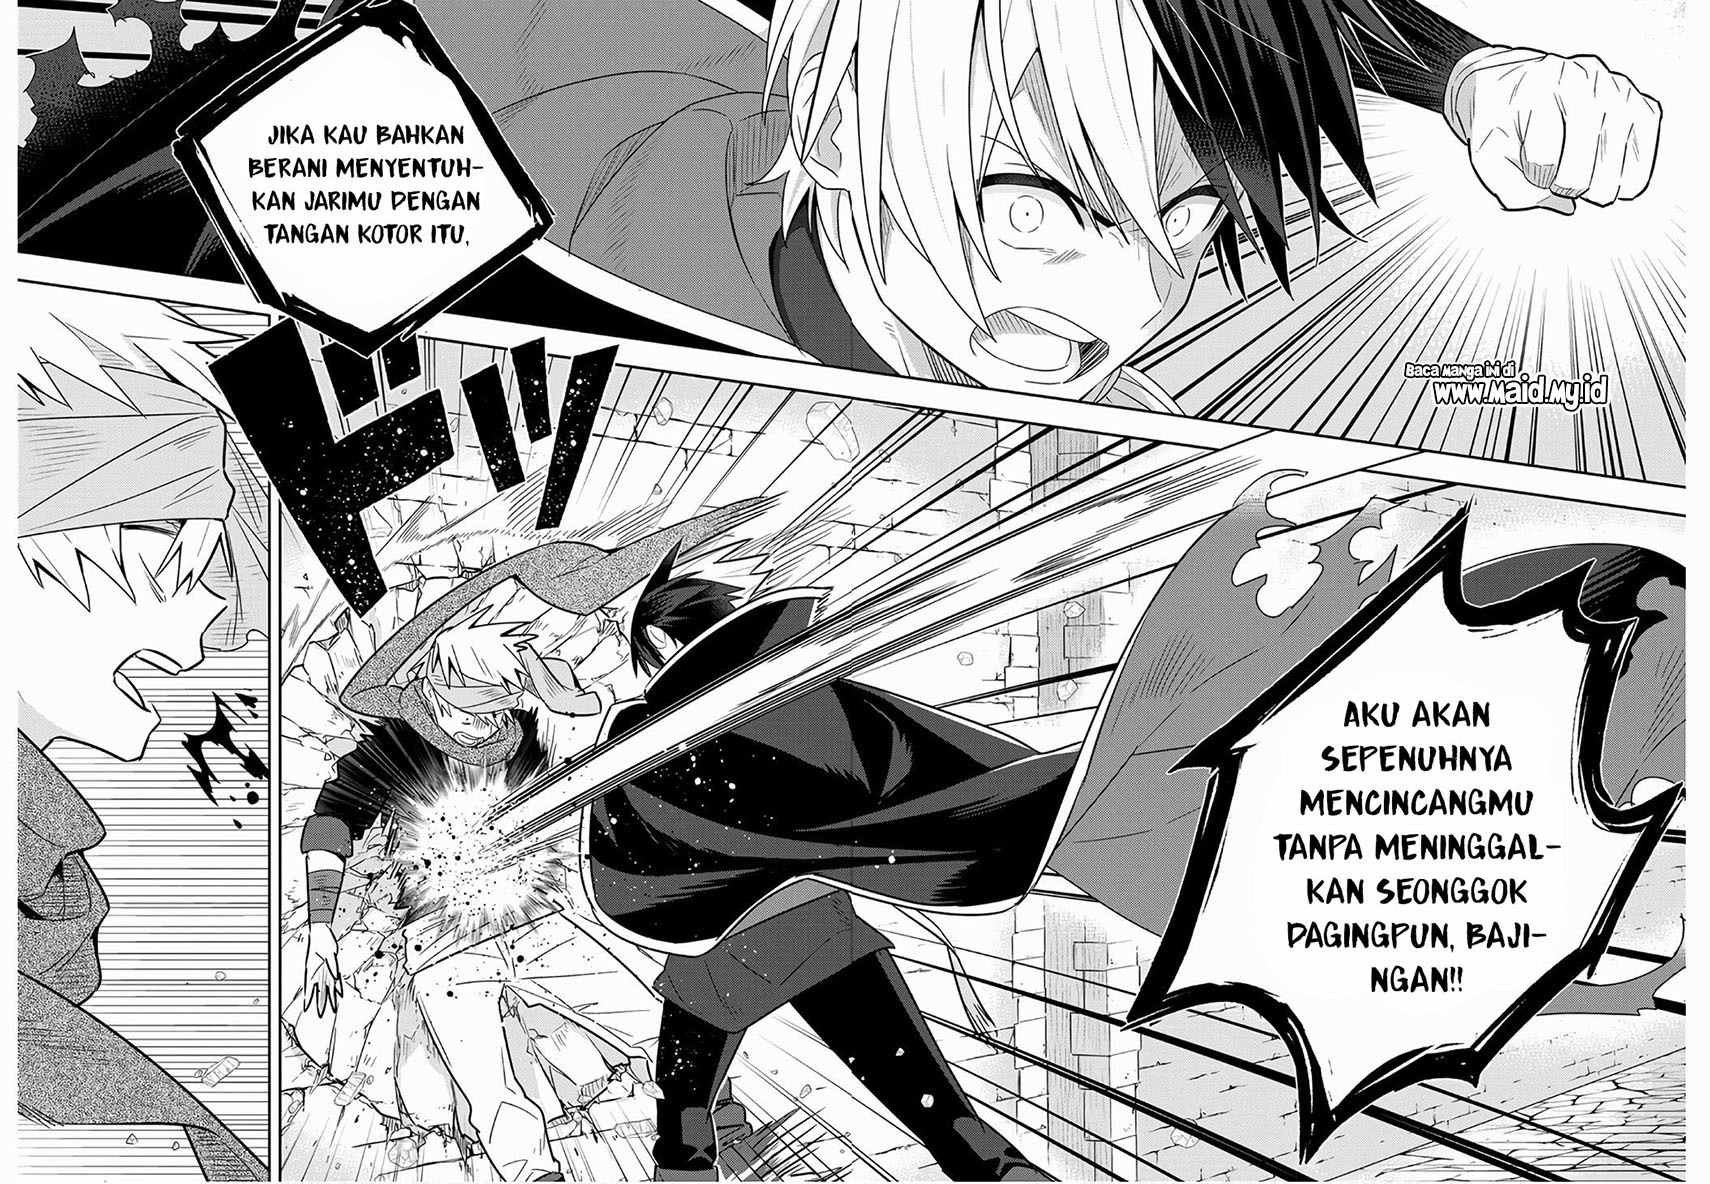 JIKA KAU BAHKAN
BERANI MENYENTUH-
KAN JARIMU DENGAN
TANGAN KOTOR ITU,
Baca Manga ini di
www.Maid.My.id
ドッ
AKU AKAN
SEPENUHNYA
MENCINCANGMU
TANPA MENINGGAL-
KAN SEONGGOK
DAGINGPUN, BAJI-
NGAN!!